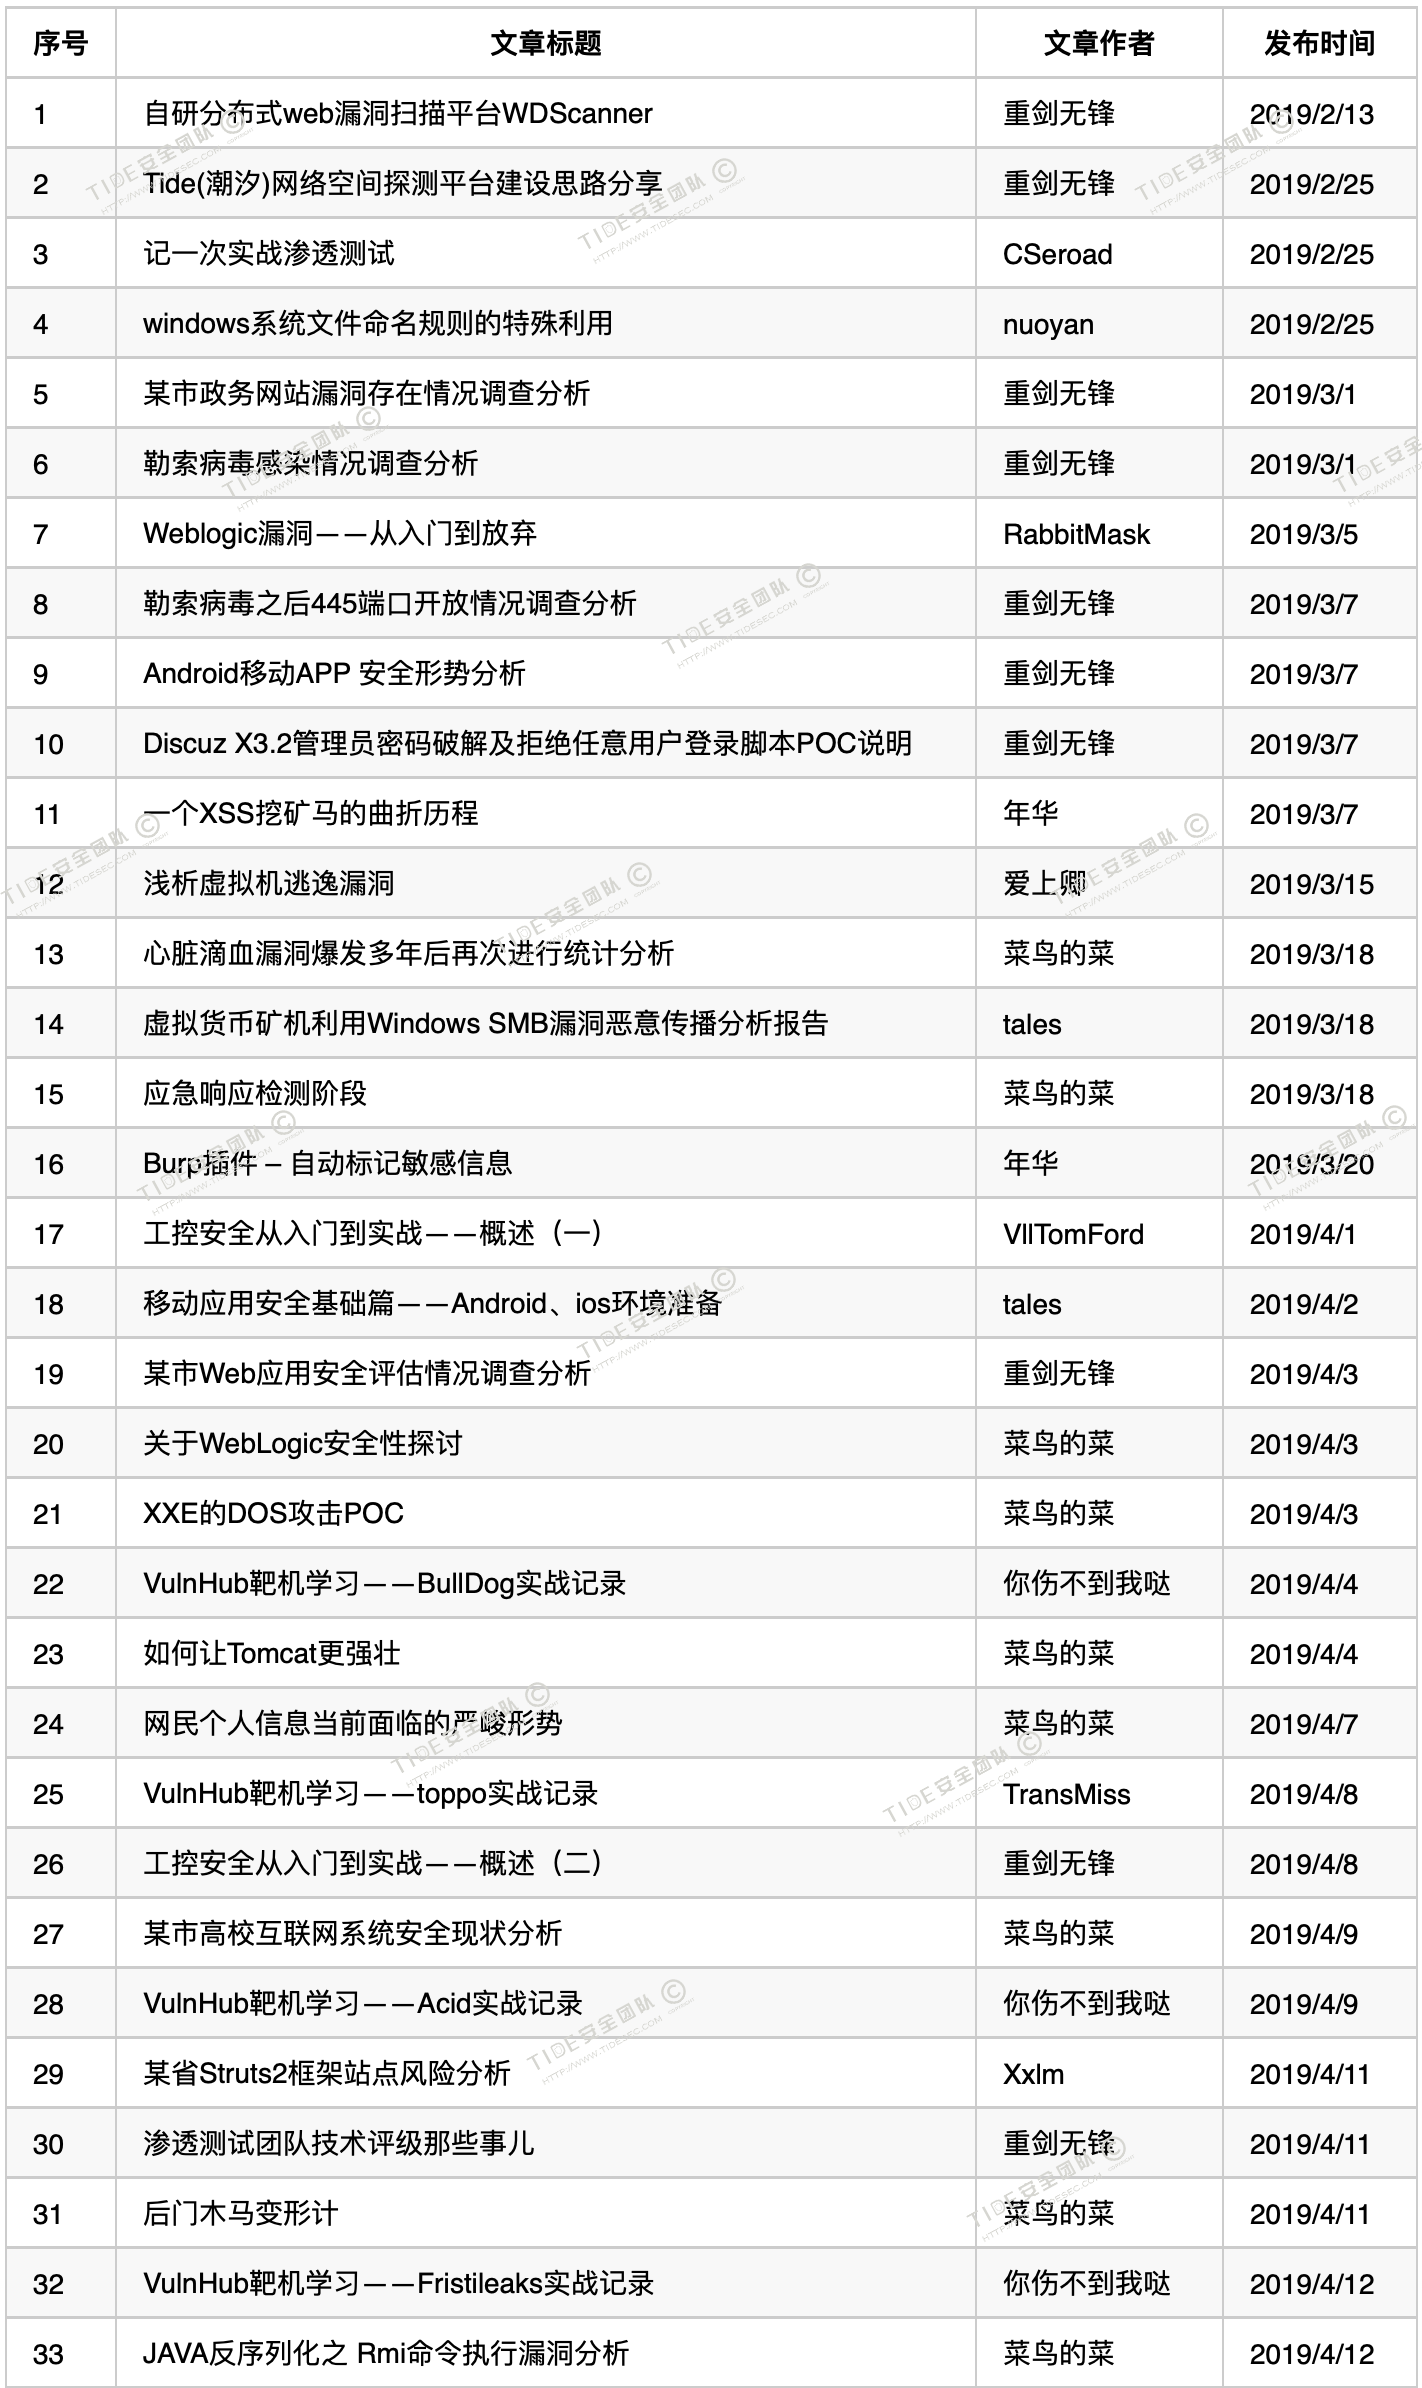 序号 文章标题 文章作者 发布时间
1 自研分布式web漏洞扫描平台WDScanner 重剑无锋 2019/2/13
2 Tide(潮汐)网络空间探测平台建设思路分享 重剑无锋 2019/2/25
3 记一次实战渗透测试 CSeroad 2019/2/25
4 windows系统文件命名规则的特殊利用 nuoyan 2019/2/25
5 某市政务网站漏洞存在情况调查分析 重剑无锋 2019/3/1
6 勒索病毒感染情况调查分析 重剑无锋 2019/3/1
7 Weblogic漏洞——从入门到放弃 RabbitMask 2019/3/5
8 勒索病毒之后445端口开放情况调查分析 重剑无锋 2019/3/7
9 Android移动APP 安全形势分析 重剑无锋 2019/3/7
10 Discuz X3.2管理员密码破解及拒绝任意用户登录脚本POC说明 重剑无锋 2019/3/7
11 一个XSS挖矿马的曲折历程 年华 2019/3/7
12 浅析虚拟机逃逸漏洞 爱上卿 2019/3/15
13 心脏滴血漏洞爆发多年后再次进行统计分析 菜鸟的菜 2019/3/18
14 虚拟货币矿机利用Windows SMB漏洞恶意传播分析报告 tales 2019/3/18
15 应急响应检测阶段 菜鸟的菜 2019/3/18
16 Burp插件 – 自动标记敏感信息 年华 2019/3/20
17 工控安全从入门到实战——概述（一） VllTomFord 2019/4/1
18 移动应用安全基础篇——Android、ios环境准备 tales 2019/4/2
19 某市Web应用安全评估情况调查分析 重剑无锋 2019/4/3
20 关于WebLogic安全性探讨 菜鸟的菜 2019/4/3
21 XXE的DOS攻击POC 菜鸟的菜 2019/4/3
22 VulnHub靶机学习——BullDog实战记录 你伤不到我哒 2019/4/4
23 如何让Tomcat更强壮 菜鸟的菜 2019/4/4
24 网民个人信息当前面临的严峻形势 菜鸟的菜 2019/4/7
25 VulnHub靶机学习——toppo实战记录 TransMiss 2019/4/8
26 工控安全从入门到实战——概述（二） 重剑无锋 2019/4/8
27 某市高校互联网系统安全现状分析 菜鸟的菜 2019/4/9
28 VulnHub靶机学习——Acid实战记录 你伤不到我哒 2019/4/9
29 某省Struts2框架站点风险分析 Xxlm 2019/4/11
30 渗透测试团队技术评级那些事儿 重剑无锋 2019/4/11
31 后门木马变形计 菜鸟的菜 2019/4/11
32 VulnHub靶机学习——Fristileaks实战记录 你伤不到我哒 2019/4/12
33 JAVA反序列化之 Rmi命令执行漏洞分析 菜鸟的菜 2019/4/12
TIDE安全团队 ©
HTTP://WWW.TIDESEC.COM